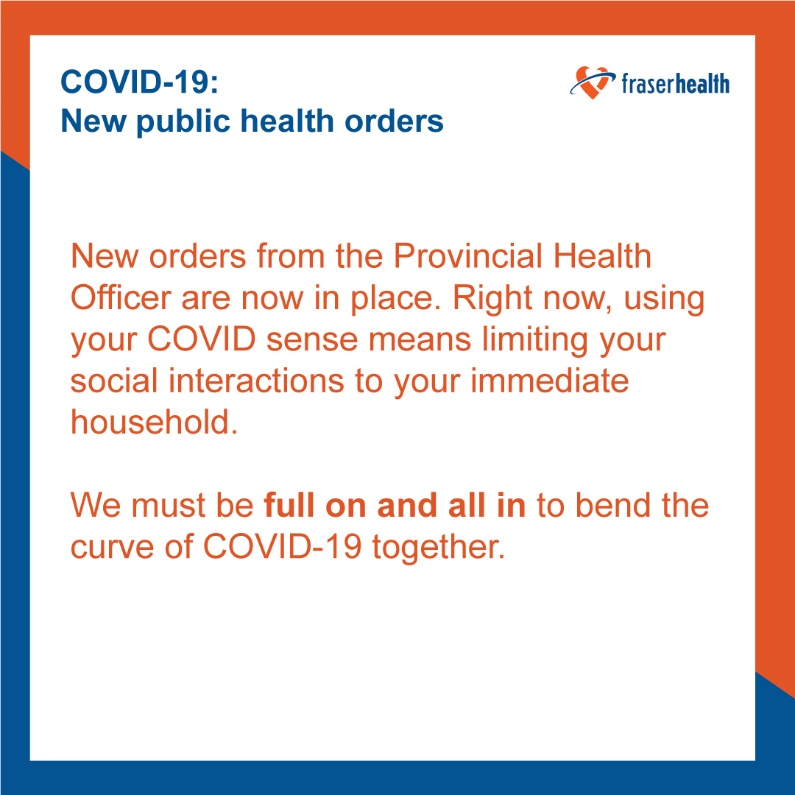 COVID-19:
New public health orders
fraserhealth
New orders from the Provincial Health
Officer are now in place. Right now, using
your COVID sense means limiting your
social interactions to your immediate
household.
We must be full on and all in to bend the
curve of COVID-19 together.